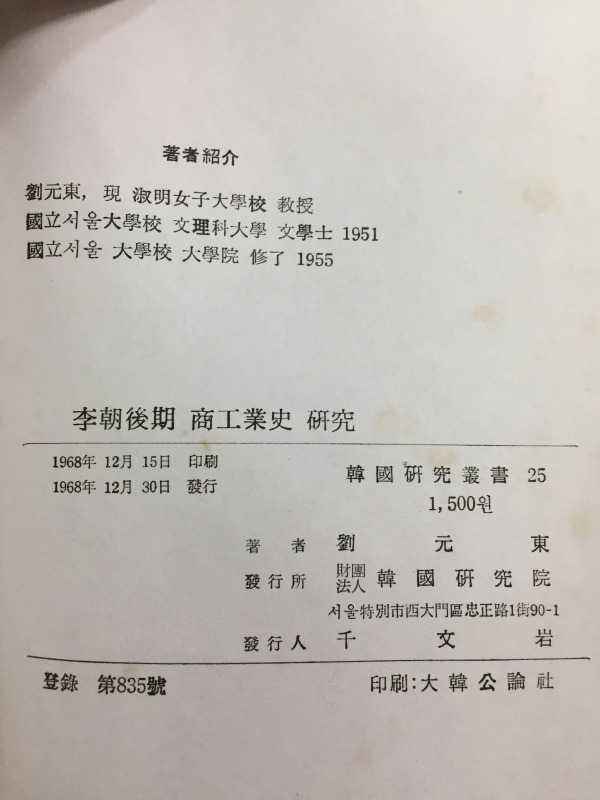 著者紹介
劉元東, 現 淑明女子大學校 教授
國立서울大學校 文理科大學 文學士 1951
國立서울 大學校 大學院 修了 1955
李朝後期 商工業史 硏究
1968年 12月 15日 印刷
1968年 12月 30日 發行
韓國硏究叢書 25
1,500원
著者 劉元東
發行所 財團法人 韓國硏究院
서울特別市西大門區忠正路1街90-1
發行人 千文岩
登錄 第835號
印刷:大韓公論社